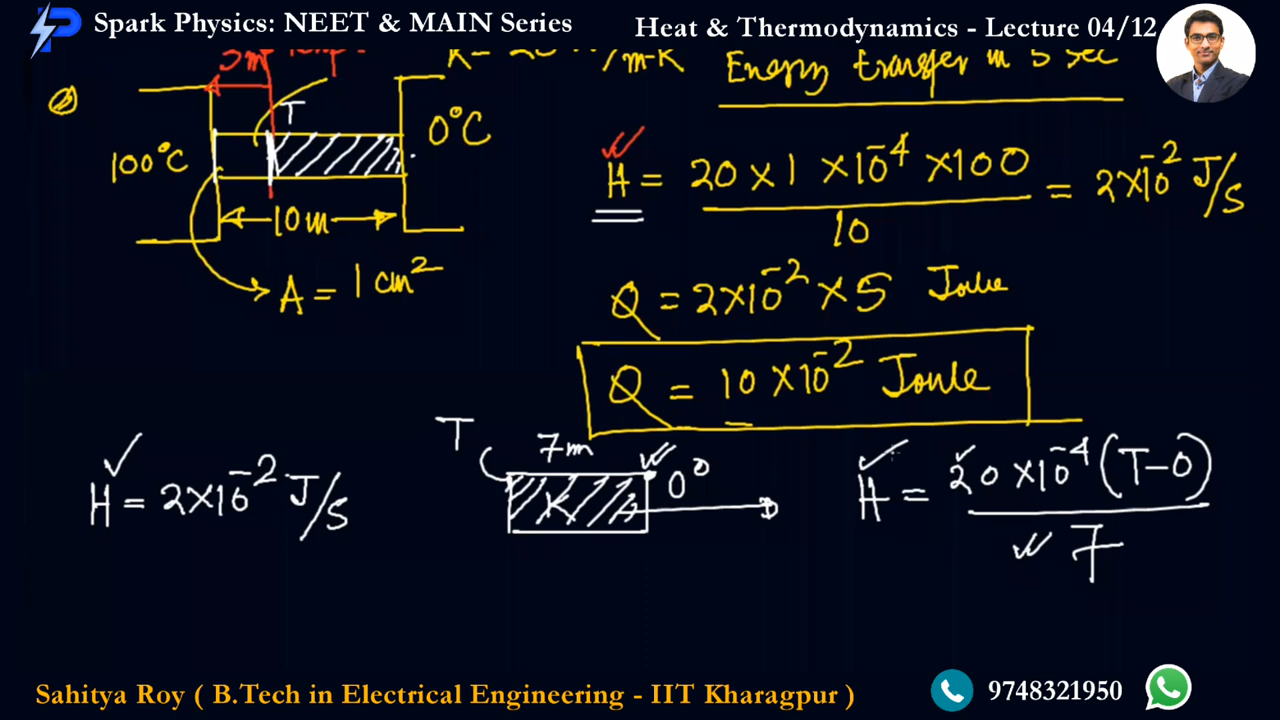 Spark Physics: NEET & MAIN Series
Heat & Thermodynamics - Lecture 04/12
3m
K = 20 /m-K
Energy transfer in 5 sec
T
100°C
0°C
10m
A = 1 cm²
H = 20 × 1 × 10⁻⁴ × 100 / 10 = 2×10⁻² J/s
Q = 2×10⁻² × 5 Joule
Q = 10 × 10⁻² Joule
H = 2×10⁻² J/s
T
7m
0°
K
H = 20 × 10⁻⁴ (T-0) / 7
Sahitya Roy ( B.Tech in Electrical Engineering - IIT Kharagpur )
9748321950